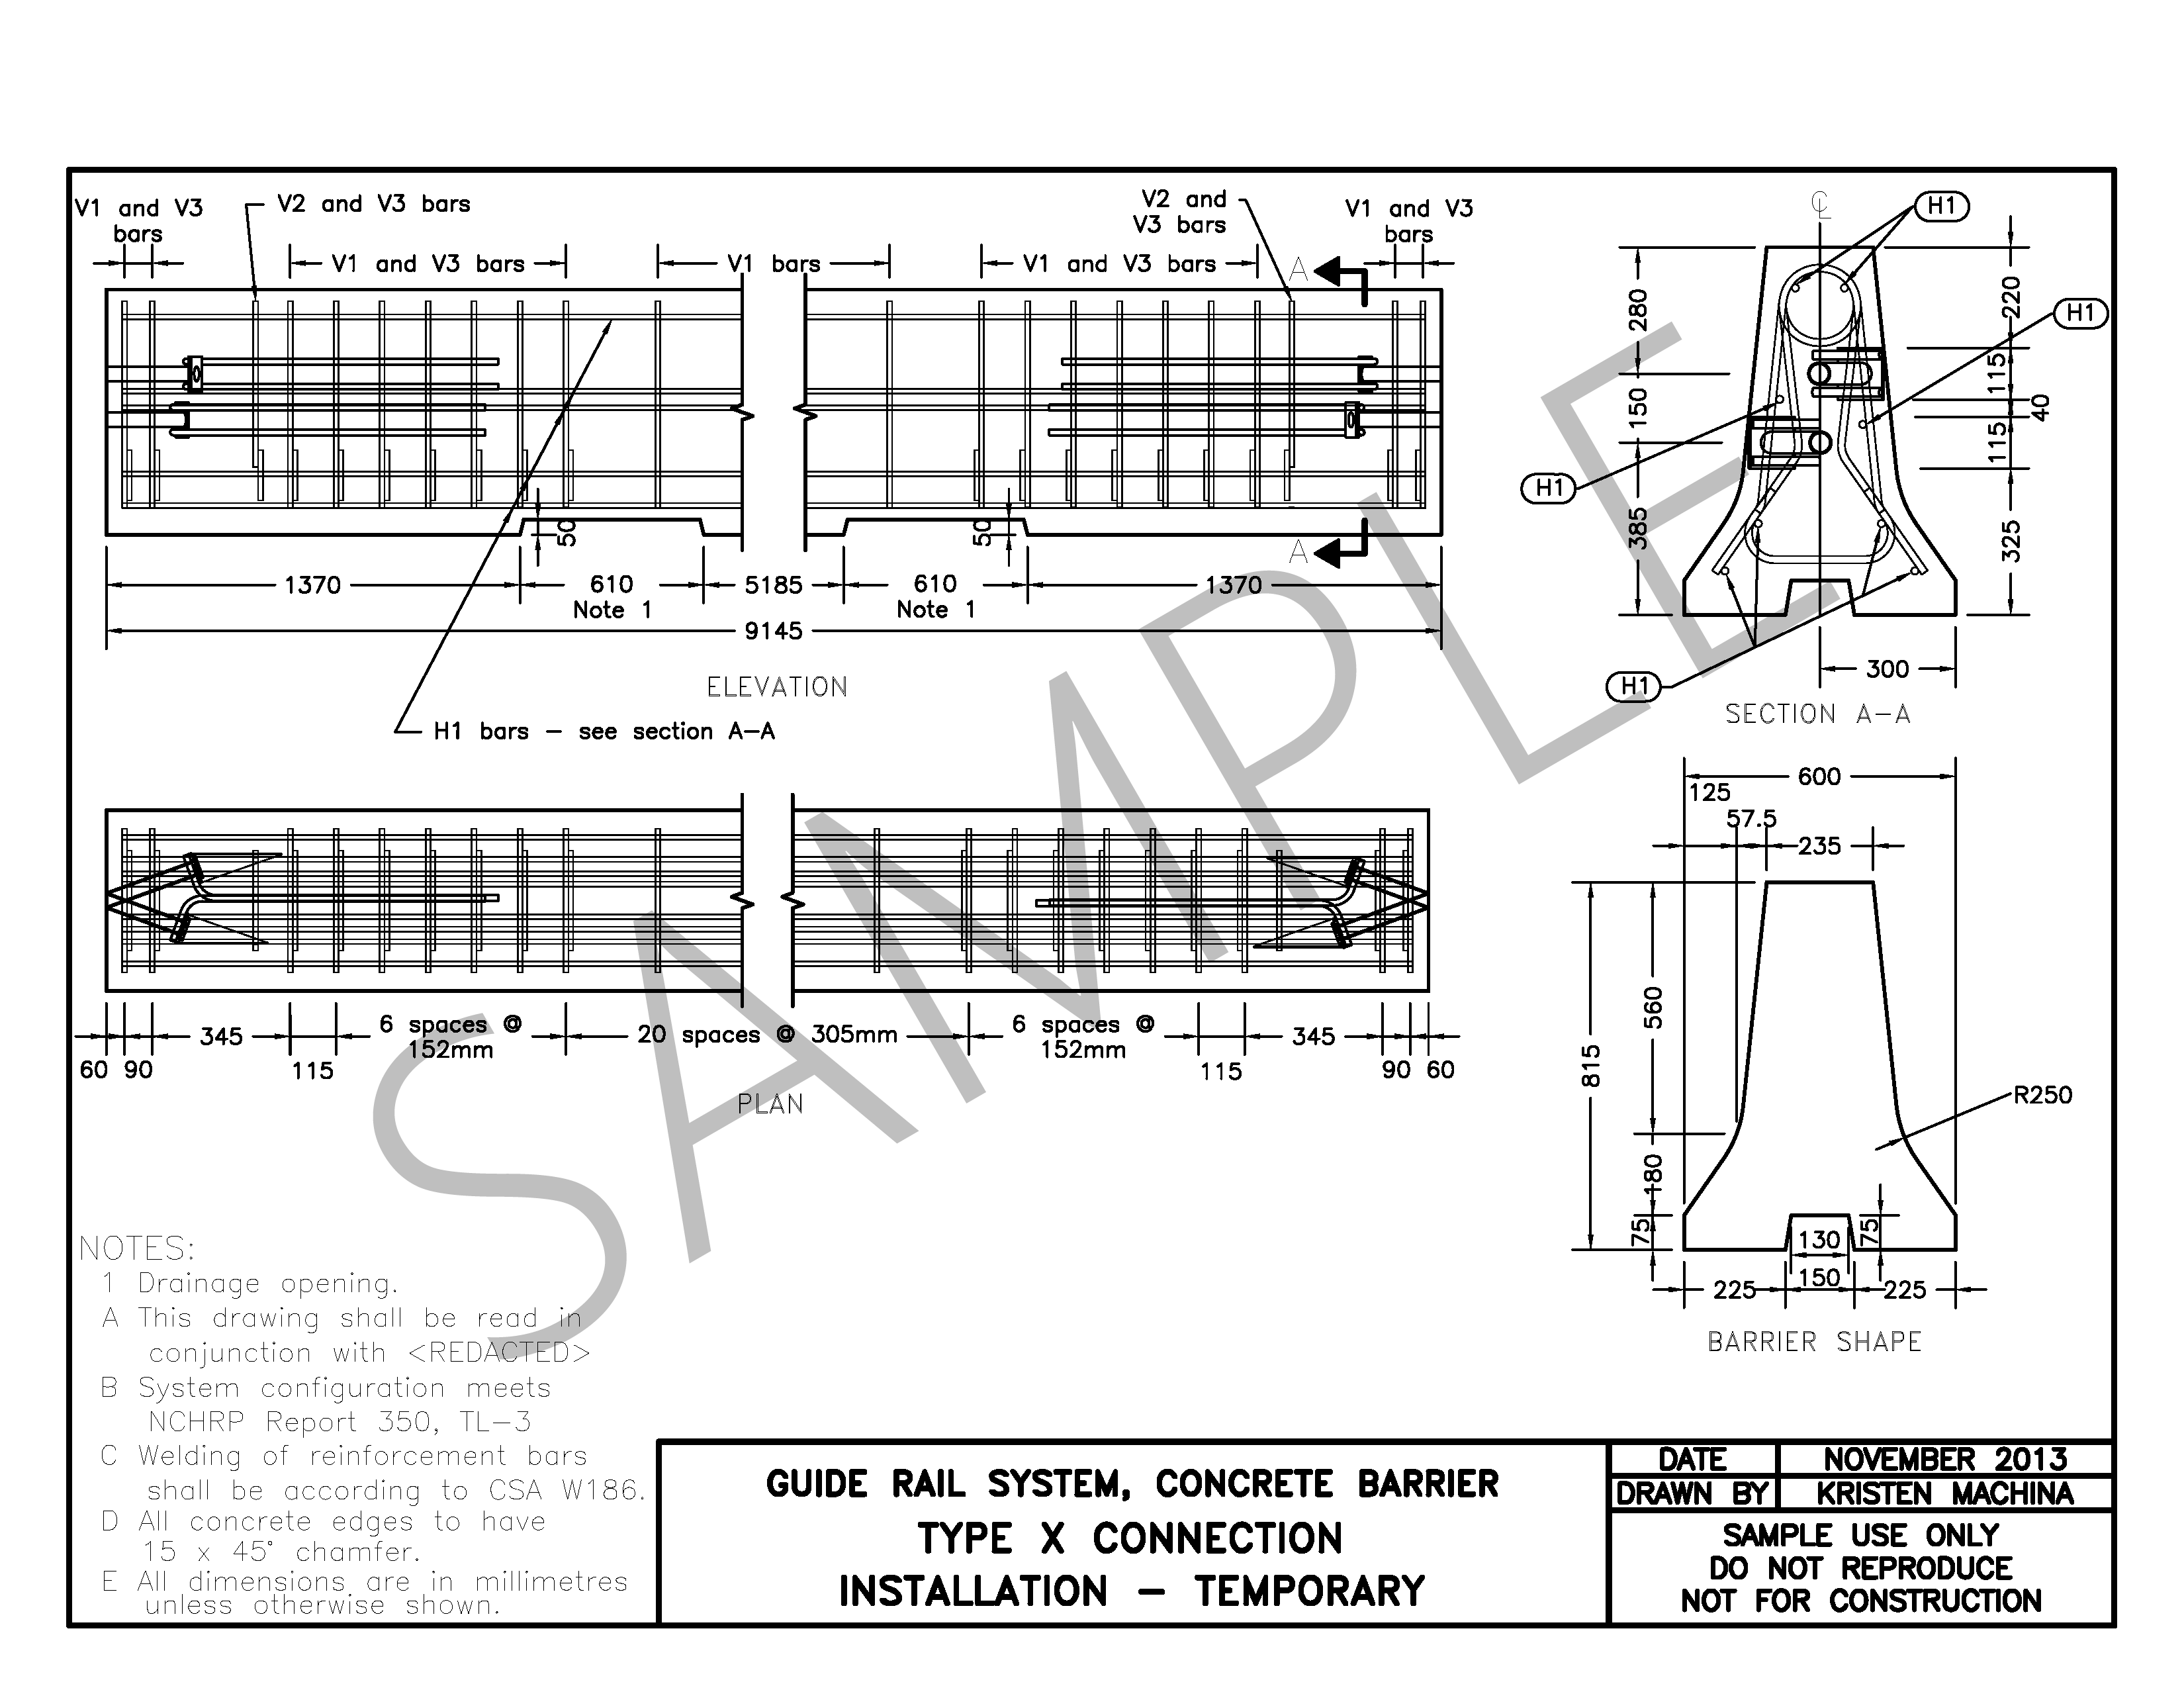 V1 and V3
bars
V2 and V3 bars
V1 and V3 bars
V1 bars
V1 and V3 bars
V2 and
V3 bars
V1 and V3
bars
A
A
50
50
1370
610
Note 1
5185
610
Note 1
1370
9145
ELEVATION
H1 bars - see section A-A
℄
H1
H1
H1
H1
280
150
385
220
115
40
115
325
300
SECTION A-A
60
90
345
115
6 spaces @
152mm
20 spaces @ 305mm
6 spaces @
152mm
115
345
90
60
PLAN
600
125
57.5
235
815
560
180
75
R250
130
75
150
225
225
BARRIER SHAPE
SAMPLE
NOTES:
1 Drainage opening.
A This drawing shall be read in
conjunction with <REDACTED>
B System configuration meets
NCHRP Report 350, TL-3
C Welding of reinforcement bars
shall be according to CSA W186.
D All concrete edges to have
15 x 45° chamfer.
E All dimensions are in millimetres
unless otherwise shown.
GUIDE RAIL SYSTEM, CONCRETE BARRIER
TYPE X CONNECTION
INSTALLATION - TEMPORARY
DATE NOVEMBER 2013
DRAWN BY KRISTEN MACHINA
SAMPLE USE ONLY
DO NOT REPRODUCE
NOT FOR CONSTRUCTION